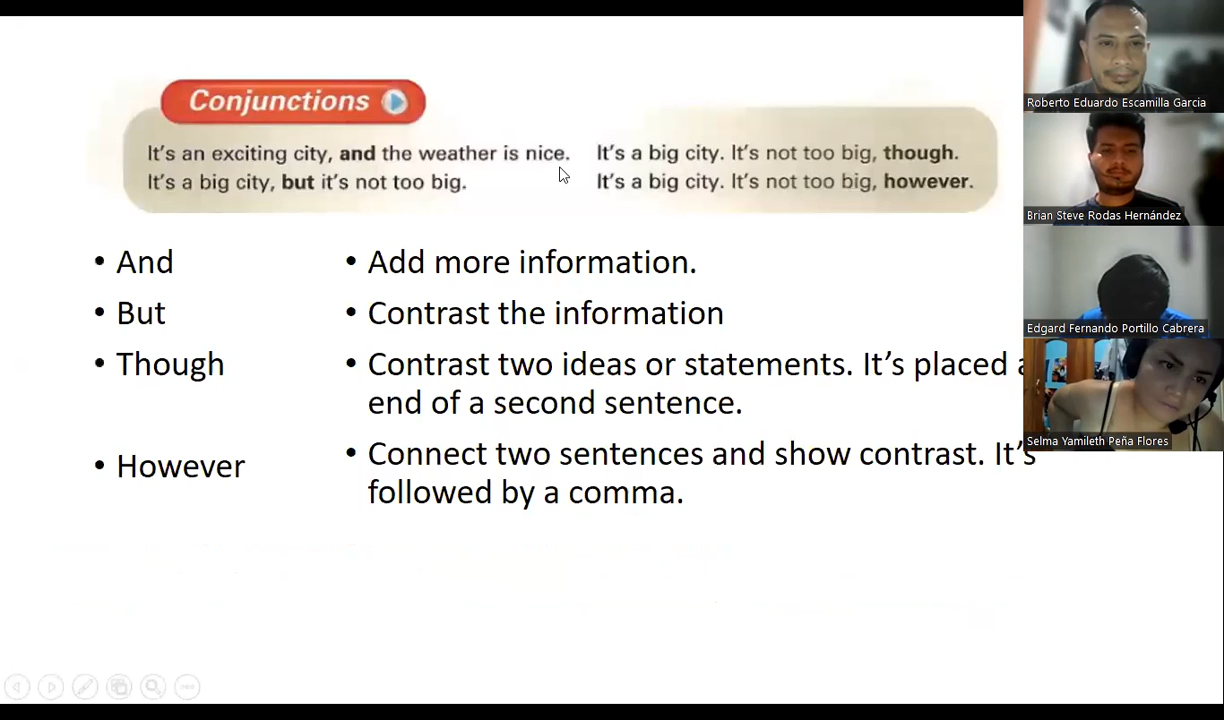 Conjunctions
It's an exciting city, and the weather is nice.
It's a big city, but it's not too big.
It's a big city. It's not too big, though.
It's a big city. It's not too big, however.
• And
• Add more information.
• But
• Contrast the information
• Though
• Contrast two ideas or statements. It's placed
end of a second sentence.
• However
• Connect two sentences and show contrast. It's
followed by a comma.
Roberto Eduardo Escamilla Garcia
Brian Steve Rodas Hernández
Edgard Fernando Portillo Cabrera
Selma Yamileth Peña Flores